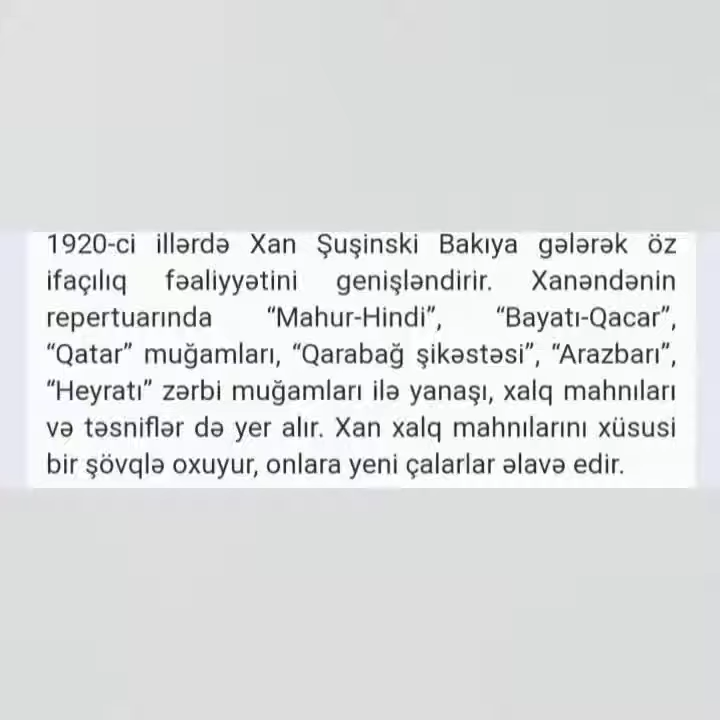 1920-ci illərdə Xan Şuşinski Bakıya gələrək öz
ifaçılıq fəaliyyətini genişləndirir. Xanəndənin
repertuarında “Mahur-Hindi”, “Bayatı-Qacar”,
“Qatar” muğamları, “Qarabağ şikəstəsi”, “Arazbarı”,
“Heyratı” zərbi muğamları ilə yanaşı, xalq mahnıları
və təsniflər də yer alır. Xan xalq mahnılarını xüsusi
bir şövqlə oxuyur, onlara yeni çalarlar əlavə edir.